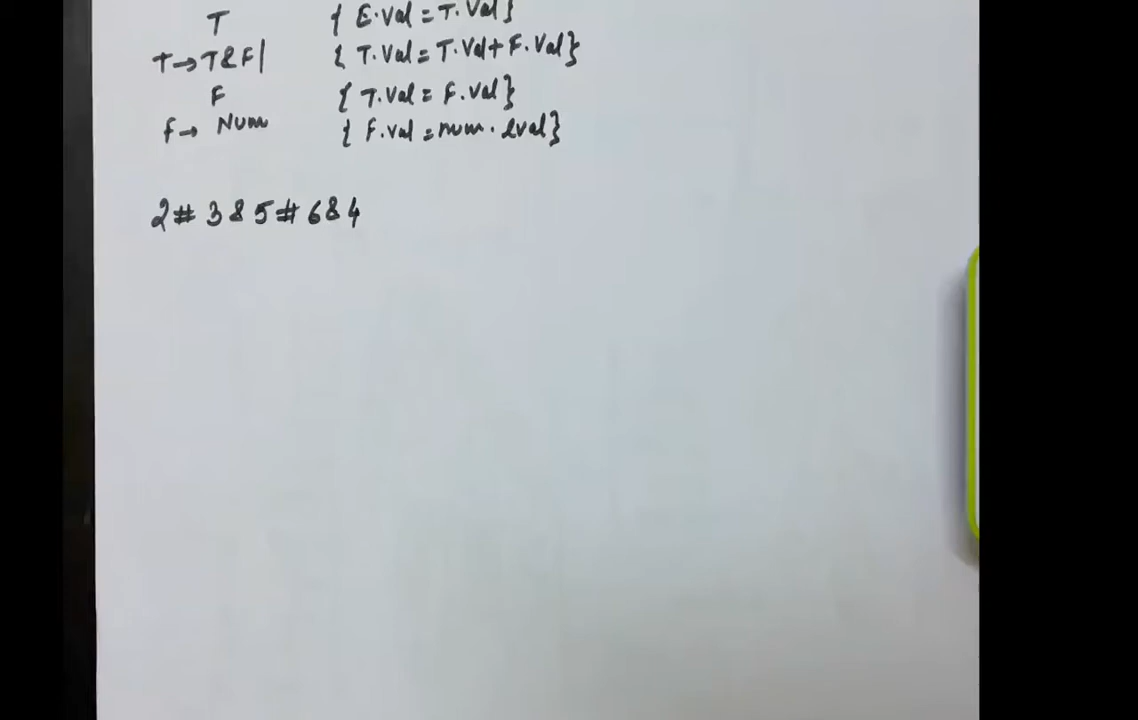 T { E.Val = T.Val }
T → T & F | { T.Val = T.Val + F.Val }
F { T.Val = F.Val }
F → Num { F.val = num.lval }
2 # 3 & 5 # 6 & 4